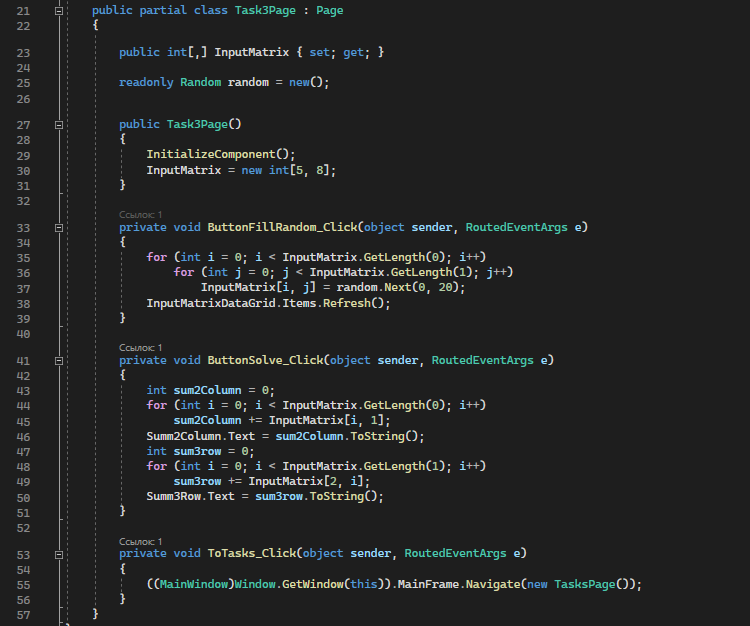 21 public partial class Task3Page : Page
22 {
23 public int[,] InputMatrix { set; get; }
24
25 readonly Random random = new();
26
27 public Task3Page()
28 {
29 InitializeComponent();
30 InputMatrix = new int[5, 8];
31 }
32
Ссылок: 1
33 private void ButtonFillRandom_Click(object sender, RoutedEventArgs e)
34 {
35 for (int i = 0; i < InputMatrix.GetLength(0); i++)
36 for (int j = 0; j < InputMatrix.GetLength(1); j++)
37 InputMatrix[i, j] = random.Next(0, 20);
38 InputMatrixDataGrid.Items.Refresh();
39 }
40
Ссылок: 1
41 private void ButtonSolve_Click(object sender, RoutedEventArgs e)
42 {
43 int sum2Column = 0;
44 for (int i = 0; i < InputMatrix.GetLength(0); i++)
45 sum2Column += InputMatrix[i, 1];
46 Summ2Column.Text = sum2Column.ToString();
47 int sum3row = 0;
48 for (int i = 0; i < InputMatrix.GetLength(1); i++)
49 sum3row += InputMatrix[2, i];
50 Summ3Row.Text = sum3row.ToString();
51 }
52
Ссылок: 1
53 private void ToTasks_Click(object sender, RoutedEventArgs e)
54 {
55 ((MainWindow)Window.GetWindow(this)).MainFrame.Navigate(new TasksPage());
56 }
57 }